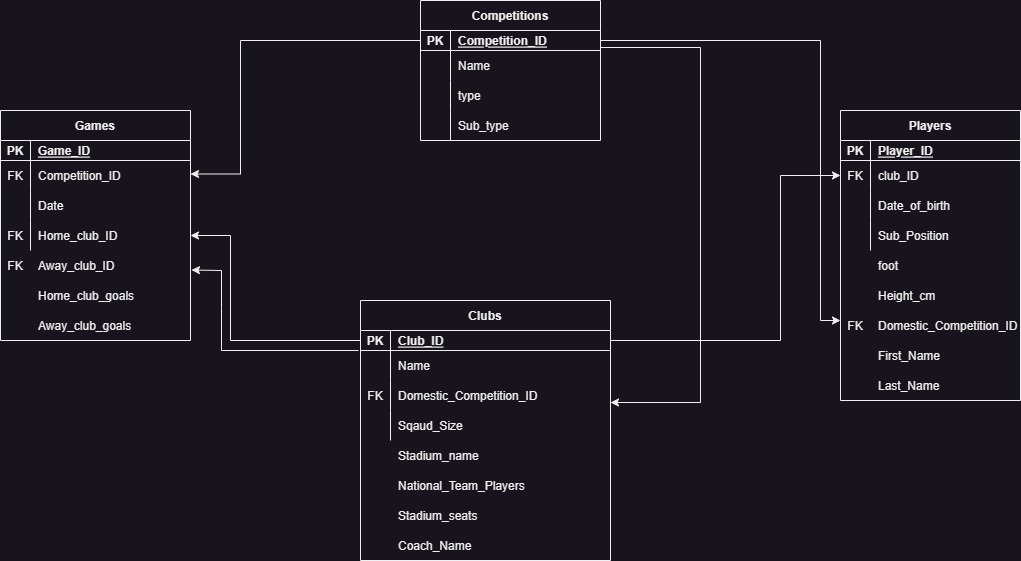 Competitions
PK Competition_ID
Name
type
Sub_type
Games
PK Game_ID
FK Competition_ID
Date
FK Home_club_ID
FK Away_club_ID
Home_club_goals
Away_club_goals
Players
PK Player_ID
FK club_ID
Date_of_birth
Sub_Position
foot
Height_cm
FK Domestic_Competition_ID
First_Name
Last_Name
Clubs
PK Club_ID
Name
FK Domestic_Competition_ID
Sqaud_Size
Stadium_name
National_Team_Players
Stadium_seats
Coach_Name